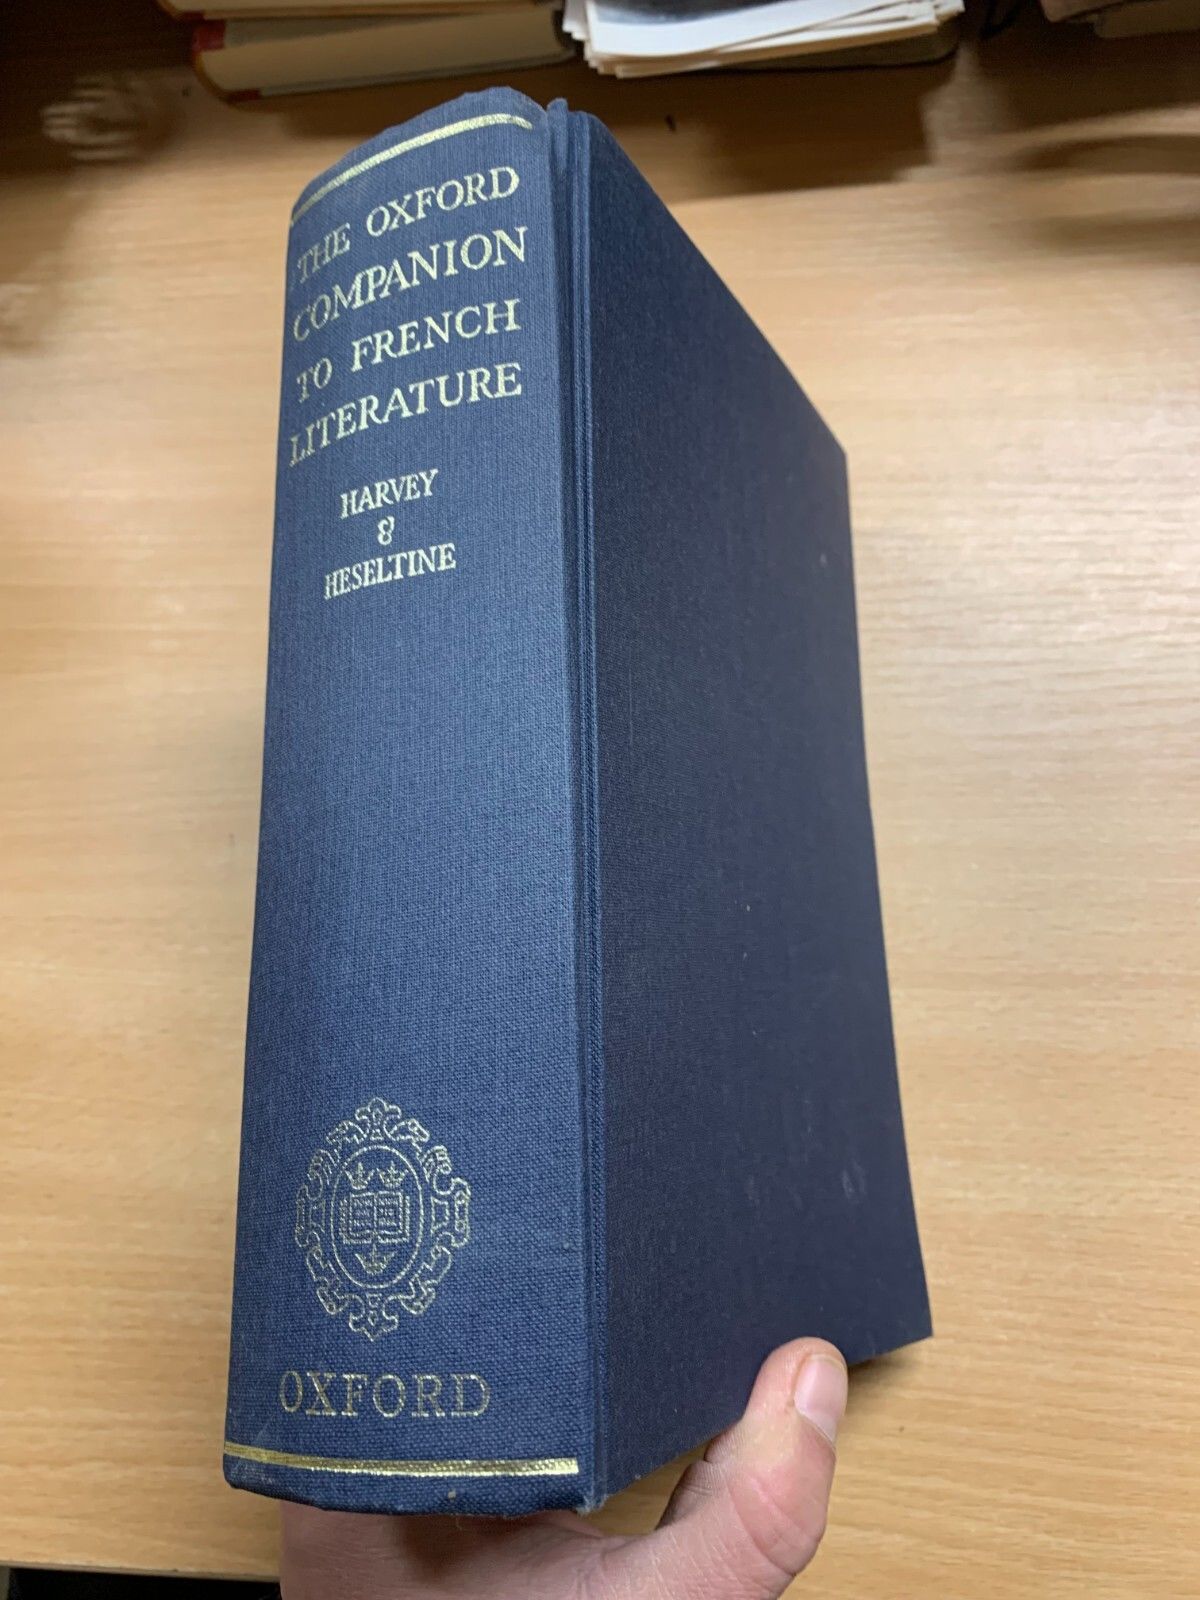 THE OXFORD
COMPANION
TO FRENCH
LITERATURE
HARVEY
&
HESELTINE
OXFORD